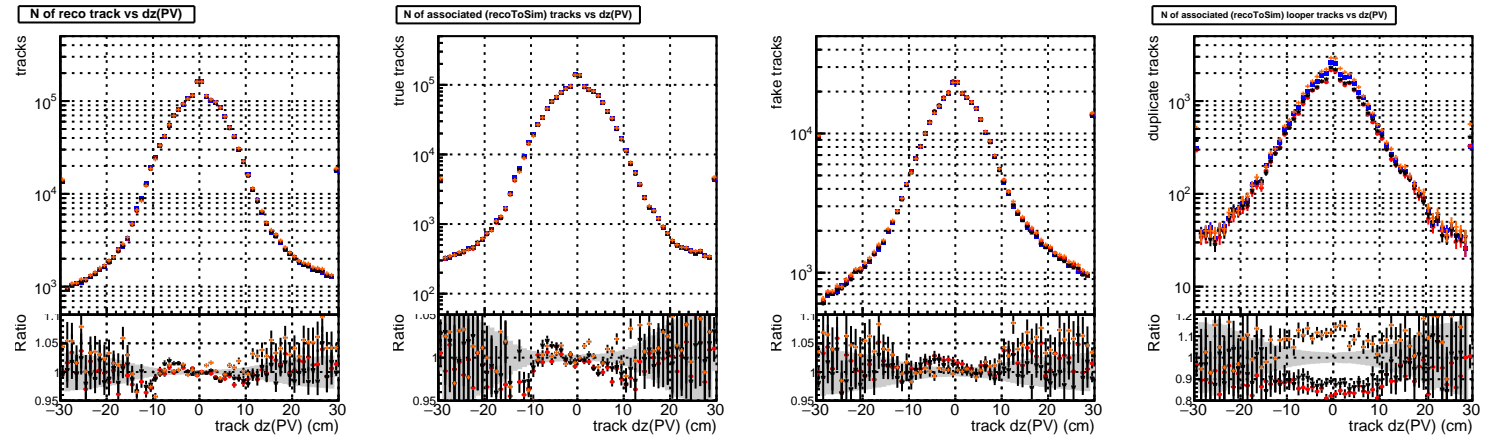 N of reco track vs dz(PV)
tracks
10^5
10^4
10^3
Ratio
1.1
1.05
1
0.95
−30 −20 −10 0 10 20 30
track dz(PV) (cm)
N of associated (recoToSim) tracks vs dz(PV)
true tracks
10^5
10^4
10^3
10^2
Ratio
1.05
1
0.95
−30 −20 −10 0 10 20 30
track dz(PV) (cm)
fake tracks
10^4
10^3
Ratio
1.1
1.05
1
0.95
−30 −20 −10 0 10 20 30
track dz(PV) (cm)
N of associated (recoToSim) looper tracks vs dz(PV)
duplicate tracks
10^3
10^2
10
Ratio
1.2
1.1
1
0.9
0.8
−30 −20 −10 0 10 20 30
track dz(PV) (cm)